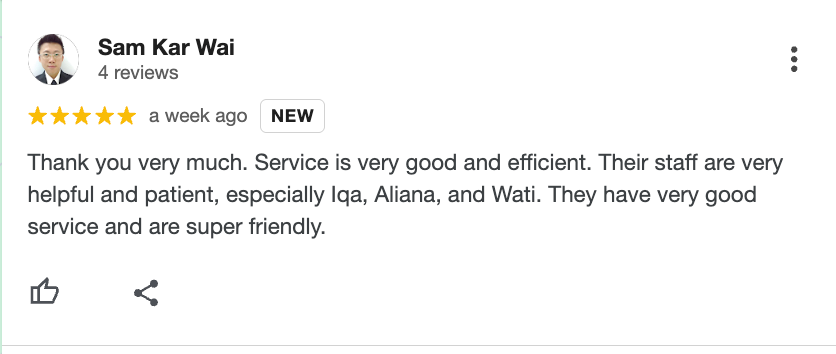 Sam Kar Wai
4 reviews
a week ago NEW
Thank you very much. Service is very good and efficient. Their staff are very
helpful and patient, especially Iqa, Aliana, and Wati. They have very good
service and are super friendly.